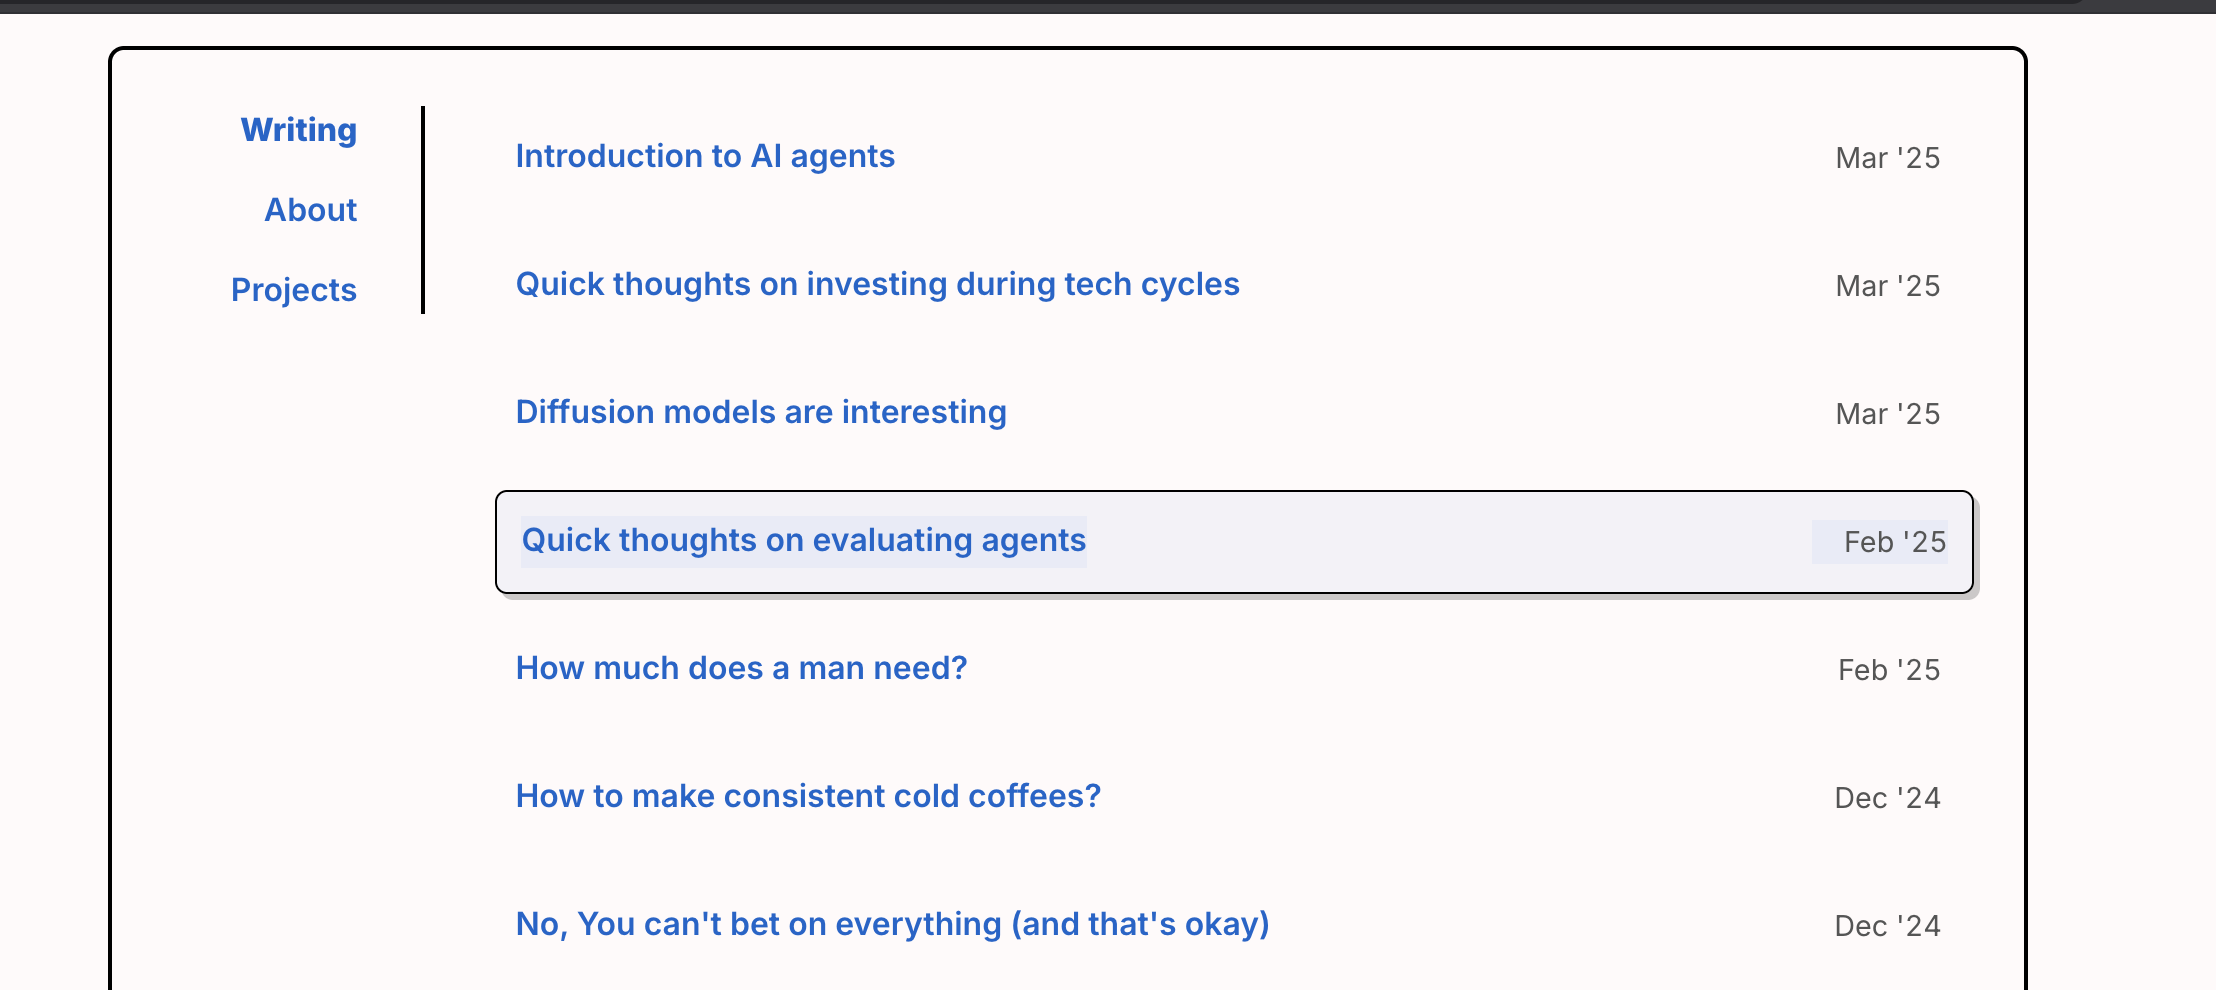 Writing
About
Projects
Introduction to AI agents Mar '25
Quick thoughts on investing during tech cycles Mar '25
Diffusion models are interesting Mar '25
Quick thoughts on evaluating agents Feb '25
How much does a man need? Feb '25
How to make consistent cold coffees? Dec '24
No, You can't bet on everything (and that's okay) Dec '24